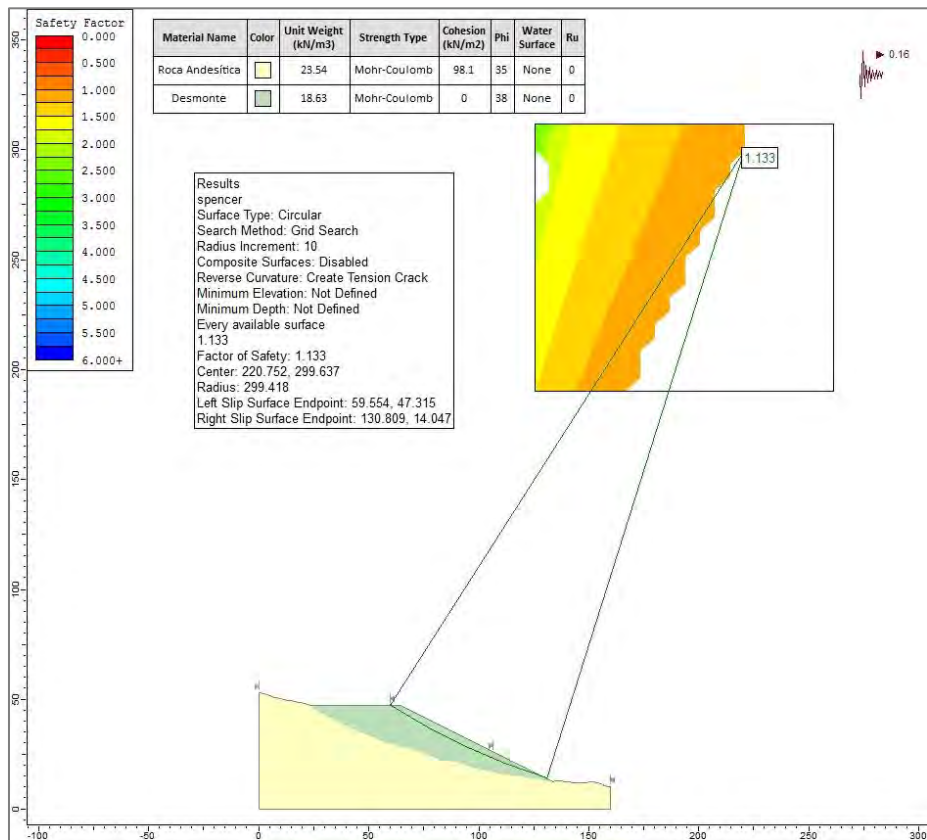 Safety Factor
0.000
0.500
1.000
1.500
2.000
2.500
3.000
3.500
4.000
4.500
5.000
5.500
6.000+
Material Name Color Unit Weight (kN/m3) Strength Type Cohesion (kN/m2) Phi Water Surface Ru
Roca Andesítica 23.54 Mohr-Coulomb 98.1 35 None 0
Desmonte 18.63 Mohr-Coulomb 0 38 None 0
0.16
1.133
Results
spencer
Surface Type: Circular
Search Method: Grid Search
Radius Increment: 10
Composite Surfaces: Disabled
Reverse Curvature: Create Tension Crack
Minimum Elevation: Not Defined
Minimum Depth: Not Defined
Every available surface
1.133
Factor of Safety: 1.133
Center: 220.752, 299.637
Radius: 299.418
Left Slip Surface Endpoint: 59.554, 47.315
Right Slip Surface Endpoint: 130.809, 14.047
350
300
250
200
150
100
50
0
-100 -50 0 50 100 150 200 250 300